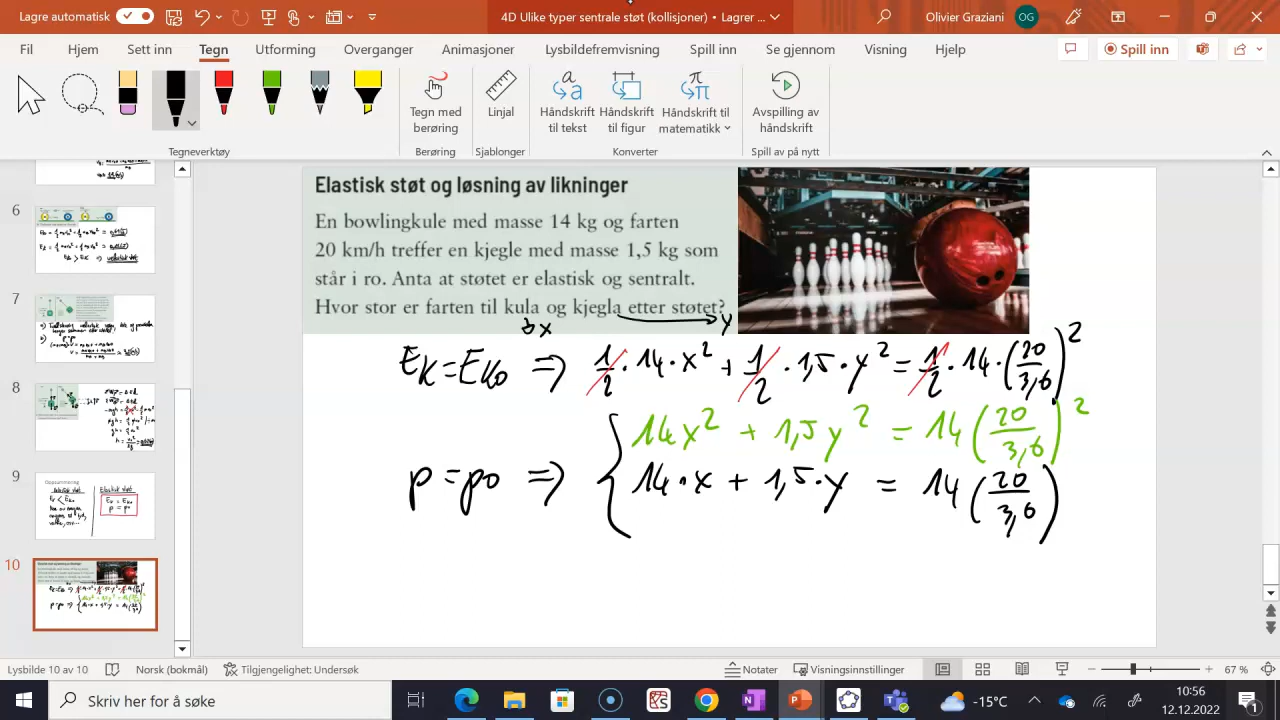 Lagre automatisk
4D Ulike typer sentrale støt (kollisjoner) - Lagrer ...
Olivier Graziani
OG
Fil Hjem Sett inn Tegn Utforming Overganger Animasjoner Lysbildefremvisning Spill inn Se gjennom Visning Hjelp
Spill inn
Tegn med berøring
Linjal
Håndskrift til tekst
Håndskrift til figur
Håndskrift til matematikk
Avspilling av håndskrift
Tegneverktøy
Berøring
Sjablonger
Konverter
Spill av på nytt
6
7
8
9
Oppsummering
10
Elastisk støt og løsning av likninger
En bowlingkule med masse 14 kg og farten
20 km/h treffer en kjegle med masse 1,5 kg som
står i ro. Anta at støtet er elastisk og sentralt.
Hvor stor er farten til kula og kjegla etter støtet?
x y
EK = EKo ⇒ 1/2 · 14 · x² + 1/2 · 1,5 · y² = 1/2 · 14 · (20/3,6)²
14x² + 1,5y² = 14(20/3,6)²
p = po ⇒ { 14 · x + 1,5 · y = 14(20/3,6)
Lysbilde 10 av 10
Norsk (bokmål)
Tilgjengelighet: Undersøk
Notater
Visningsinnstillinger
67 %
Skriv her for å søke
-15°C
10:56
12.12.2022
1